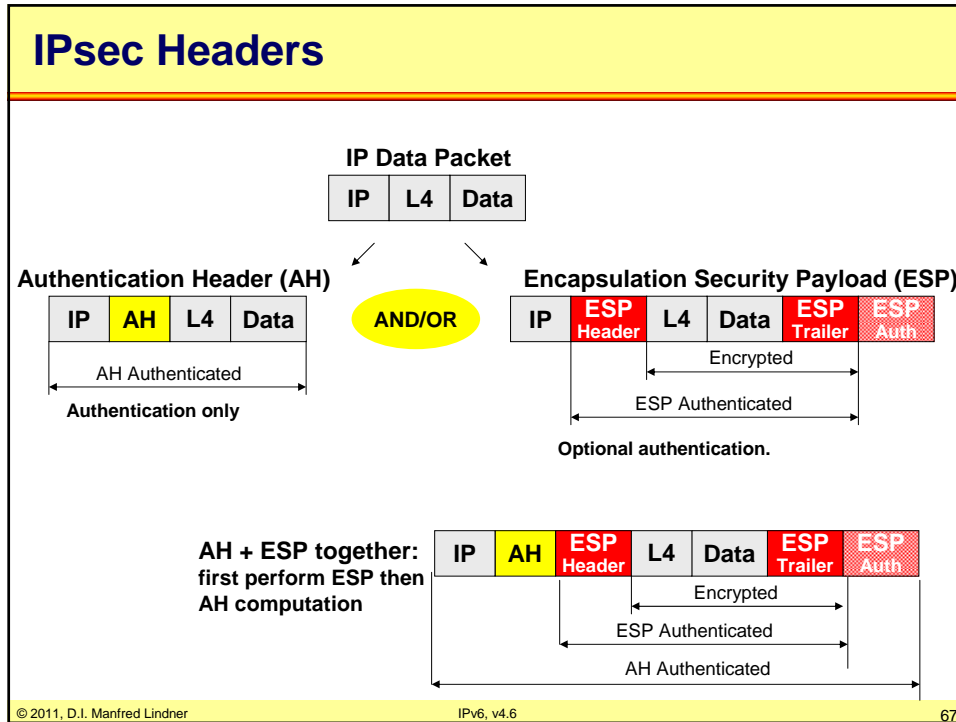 IPsec Headers
IP Data Packet
IP L4 Data
Authentication Header (AH)
IP AH L4 Data
AH Authenticated
Authentication only
AND/OR
Encapsulation Security Payload (ESP)
IP ESP Header L4 Data ESP Trailer ESP Auth
Encrypted
ESP Authenticated
Optional authentication.
AH + ESP together:
first perform ESP then
AH computation
IP AH ESP Header L4 Data ESP Trailer ESP Auth
Encrypted
ESP Authenticated
AH Authenticated
© 2011, D.I. Manfred Lindner
IPv6, v4.6
67